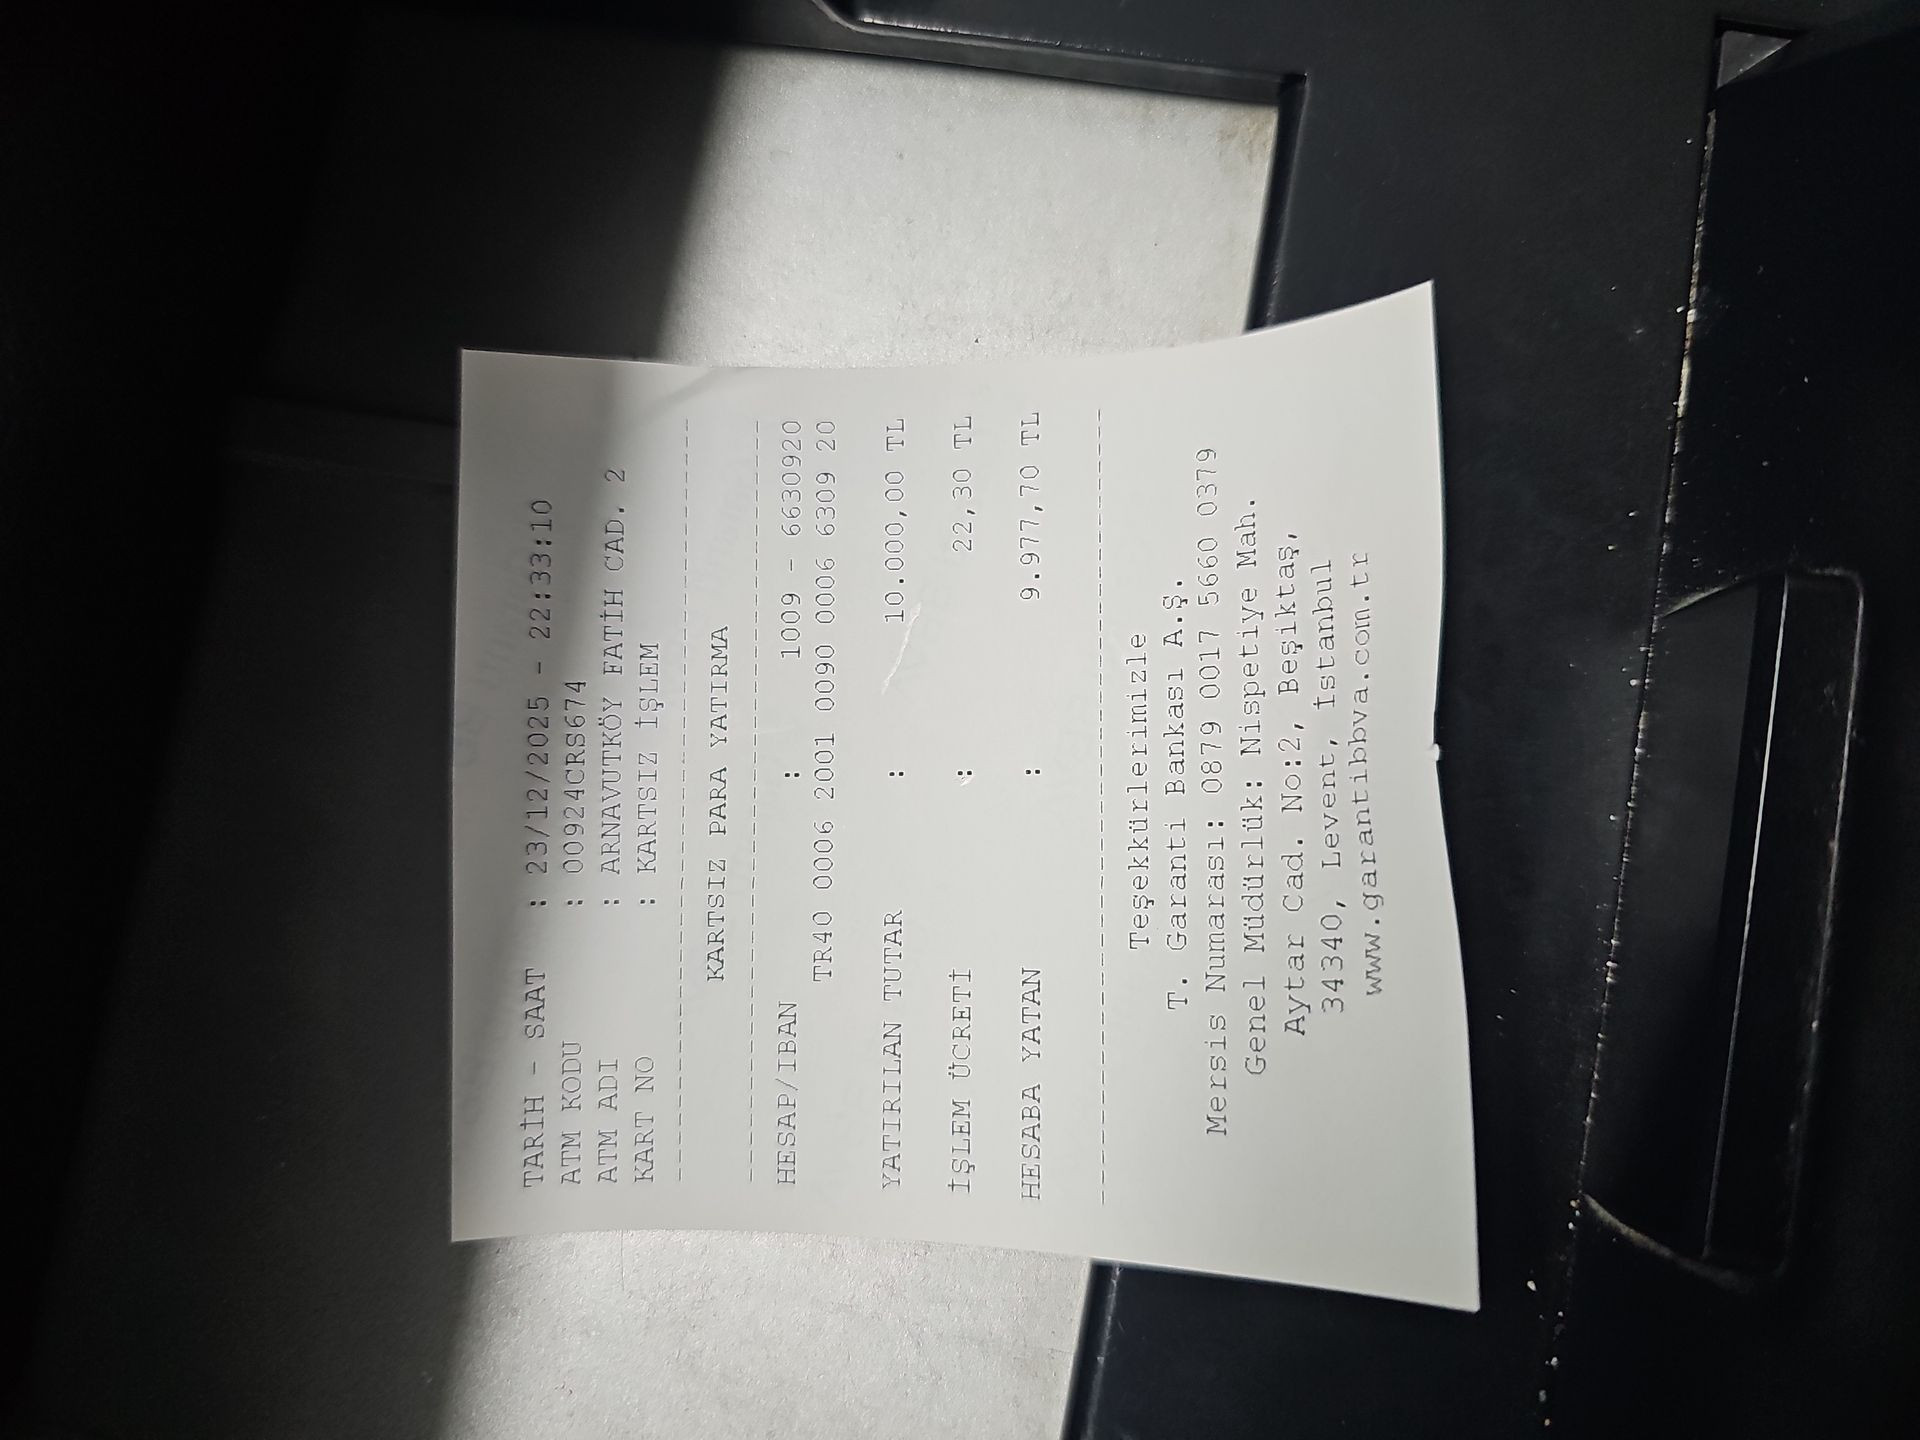 TARİH - SAAT : 23/12/2025 - 22:33:10
ATM KODU : 00924CRS674
ATM ADI : ARNAVUTKÖY FATİH CAD. 2
KART NO : KARTSIZ İŞLEM
KARTSIZ PARA YATIRMA
HESAP/IBAN : 1009 - 6630920
TR40 0006 2001 0090 0006 6309 20
YATIRILAN TUTAR : 10.000,00 TL
İŞLEM ÜCRETİ : 22,30 TL
HESABA YATAN : 9.977,70 TL
Teşekkürlerimizle
T. Garanti Bankası A.Ş.
Mersis Numarası: 0879 0017 5660 0379
Genel Müdürlük: Nispetiye Mah.
Aytar Cad. No:2, Beşiktaş,
34340, Levent, İstanbul
www.garantibbva.com.tr